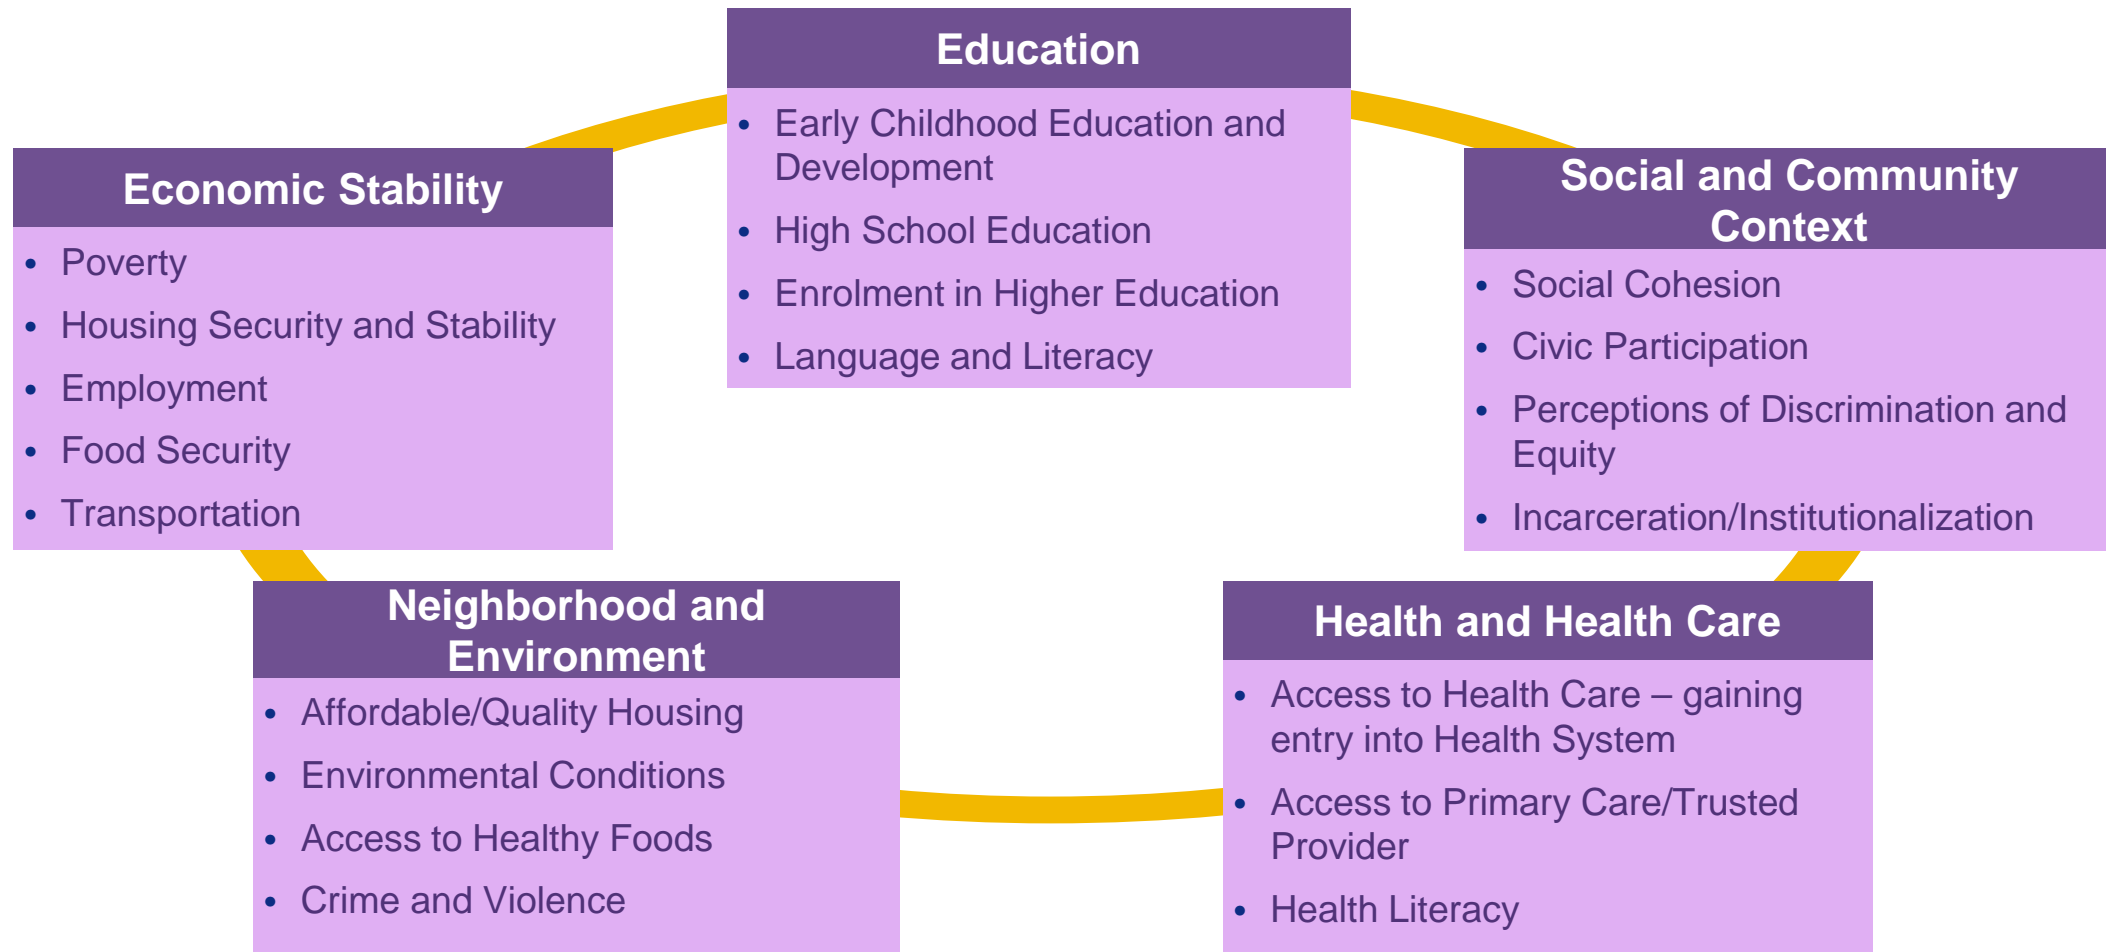 Education
• Early Childhood Education and
Development
• High School Education
• Enrolment in Higher Education
• Language and Literacy
Economic Stability
• Poverty
• Housing Security and Stability
• Employment
• Food Security
• Transportation
Social and Community
Context
• Social Cohesion
• Civic Participation
• Perceptions of Discrimination and
Equity
• Incarceration/Institutionalization
Neighborhood and
Environment
• Affordable/Quality Housing
• Environmental Conditions
• Access to Healthy Foods
• Crime and Violence
Health and Health Care
• Access to Health Care – gaining
entry into Health System
• Access to Primary Care/Trusted
Provider
• Health Literacy